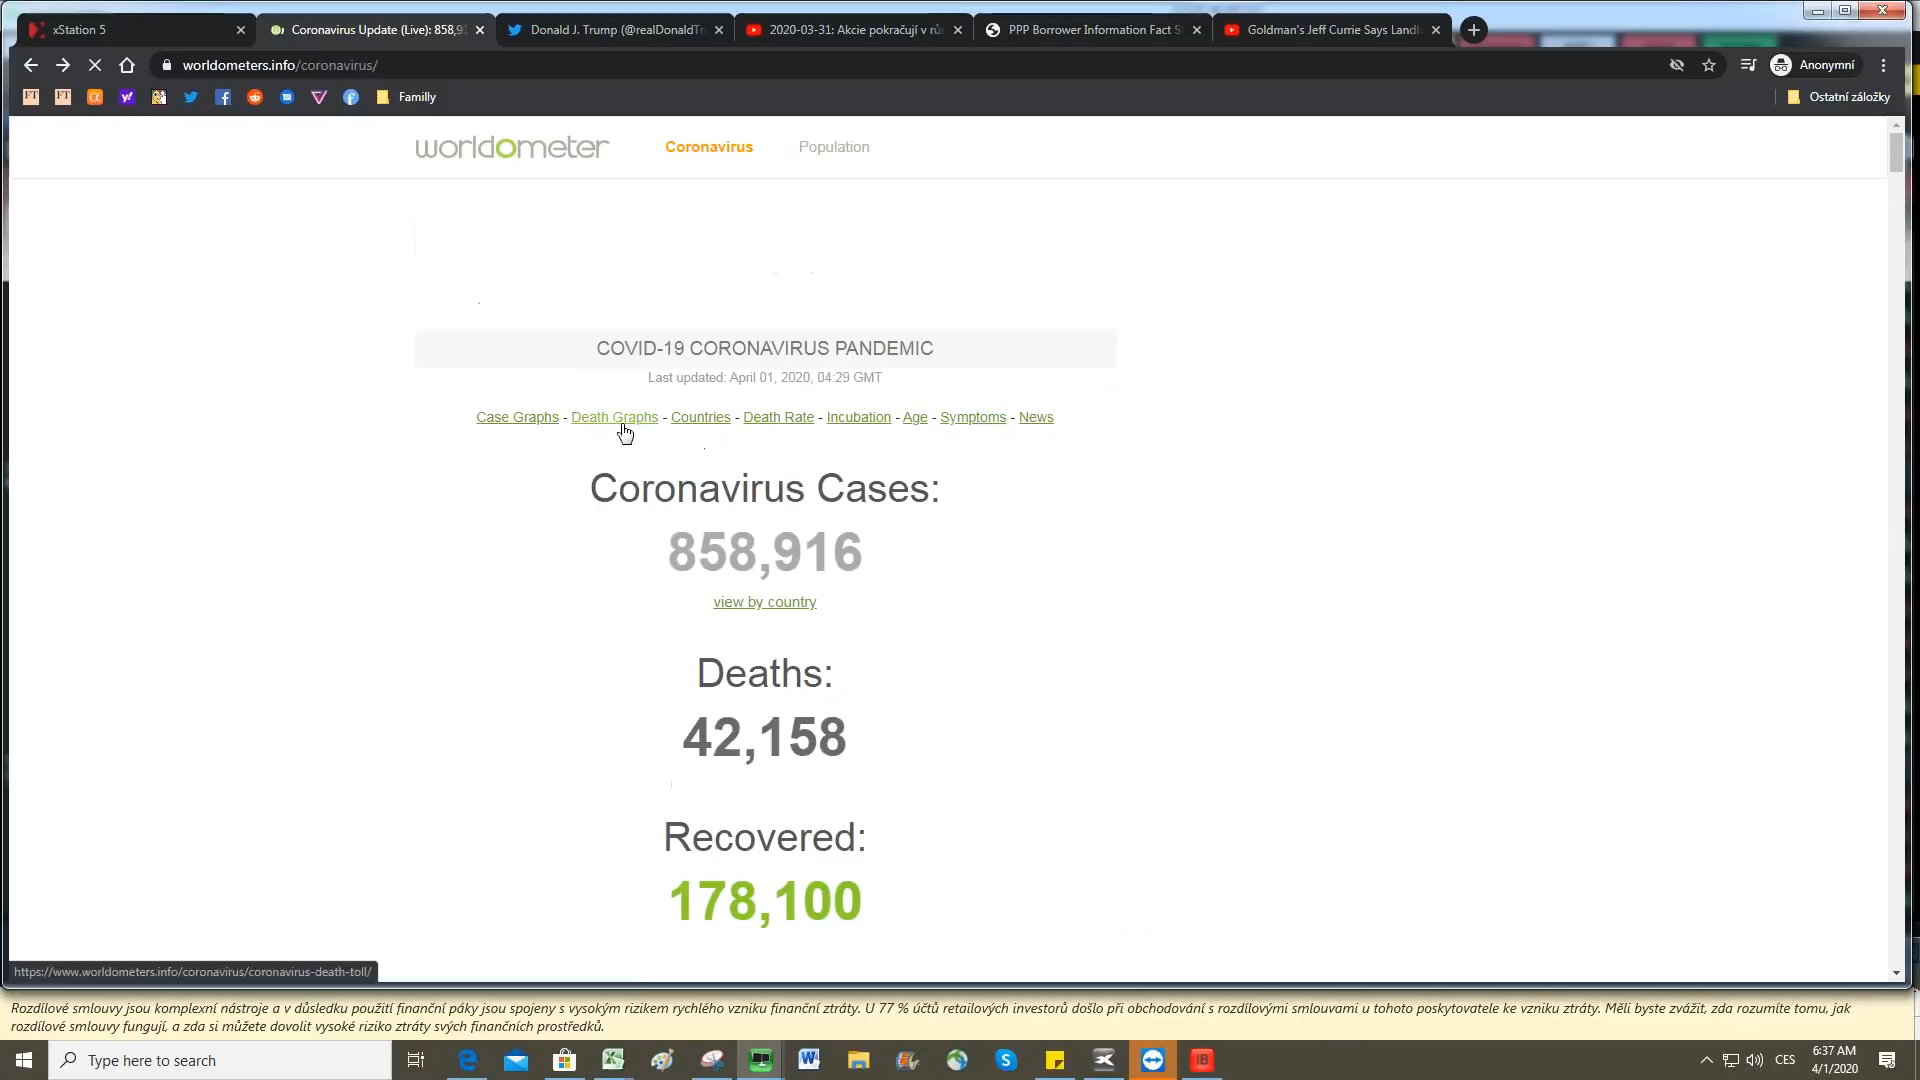 xStation 5
Coronavirus Update (Live): 858,91
Donald J. Trump (@realDonaldTr
2020-03-31: Akcie pokračují v rů
PPP Borrower Information Fact S
Goldman's Jeff Currie Says Landl
worldometers.info/coronavirus/
Anonymní
Familly
Ostatní záložky
worldometer
Coronavirus
Population
COVID-19 CORONAVIRUS PANDEMIC
Last updated: April 01, 2020, 04:29 GMT
Case Graphs - Death Graphs - Countries - Death Rate - Incubation - Age - Symptoms - News
Coronavirus Cases:
858,916
view by country
Deaths:
42,158
Recovered:
178,100
https://www.worldometers.info/coronavirus/coronavirus-death-toll/
Rozdílové smlouvy jsou komplexní nástroje a v důsledku použití finanční páky jsou spojeny s vysokým rizikem rychlého vzniku finanční ztráty. U 77 % účtů retailových investorů došlo při obchodování s rozdílovými smlouvami u tohoto poskytovatele ke vzniku ztráty. Měli byste zvážit, zda rozumíte tomu, jak
rozdílové smlouvy fungují, a zda si můžete dovolit vysoké riziko ztráty svých finančních prostředků.
Type here to search
CES
6:37 AM
4/1/2020